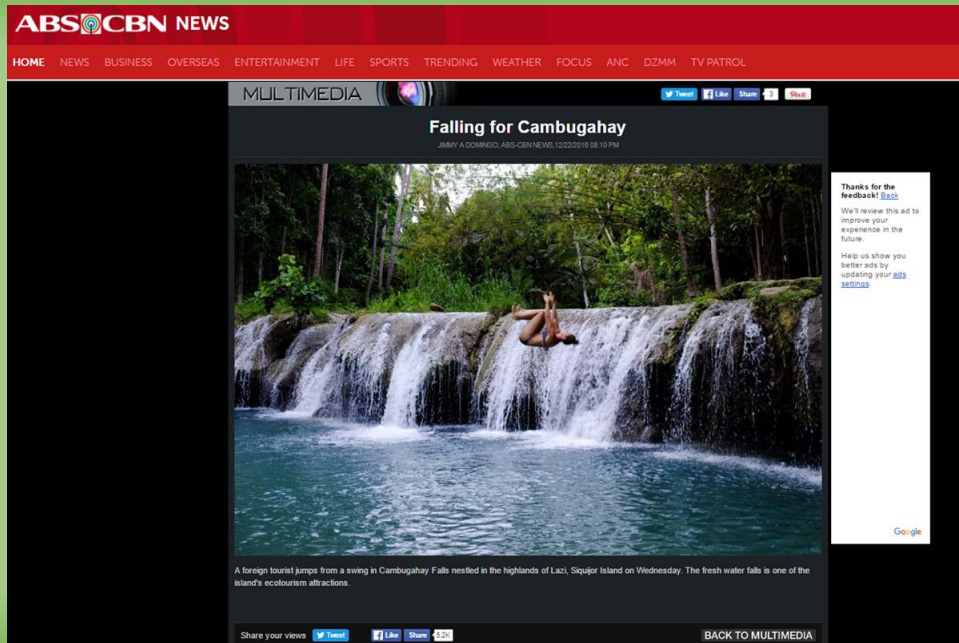 ABS CBN NEWS
HOME NEWS BUSINESS OVERSEAS ENTERTAINMENT LIFE SPORTS TRENDING WEATHER FOCUS ANC DZMM TV PATROL
MULTIMEDIA
Tweet Like Share 3 Pin it
Falling for Cambugahay
JIMMY A DOMINGO, ABS-CBN NEWS,12/22/2016 08:10 PM
Thanks for the
feedback! Back
We'll review this ad to
improve your
experience in the
future.
Help us show you
better ads by
updating your ads
settings.
Google
A foreign tourist jumps from a swing in Cambugahay Falls nestled in the highlands of Lazi, Siquijor Island on Wednesday. The fresh water falls is one of the
island's ecotourism attractions.
Share your views Tweet Like Share 5.2K BACK TO MULTIMEDIA